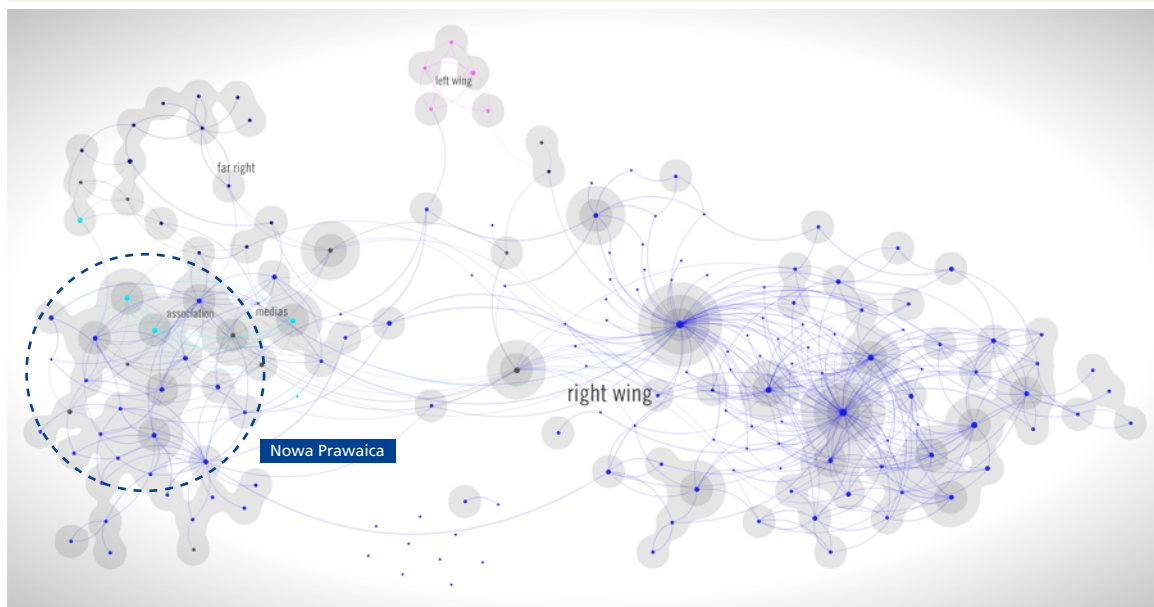 left wing
far right
association
medias
right wing
Nowa Prawaica